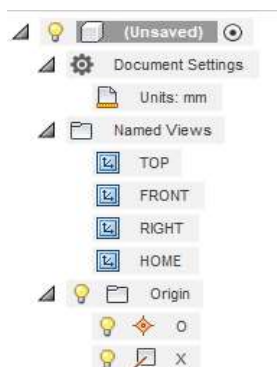 (Unsaved)
Document Settings
Units: mm
Named Views
TOP
FRONT
RIGHT
HOME
Origin
O
X